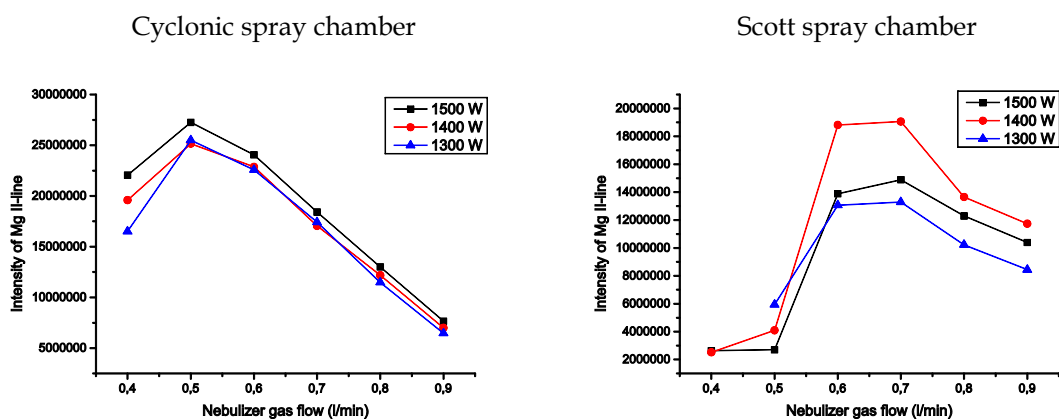 Cyclonic spray chamber
Scott spray chamber
30000000
25000000
20000000
15000000
10000000
5000000
Intensity of Mg II-line
1500 W
1400 W
1300 W
0,4 0,5 0,6 0,7 0,8 0,9
Nebulizer gas flow (l/min)
20000000
18000000
16000000
14000000
12000000
10000000
8000000
6000000
4000000
2000000
Intensity of Mg II-line
1500 W
1400 W
1300 W
0,4 0,5 0,6 0,7 0,8 0,9
Nebulizer gas flow (l/min)